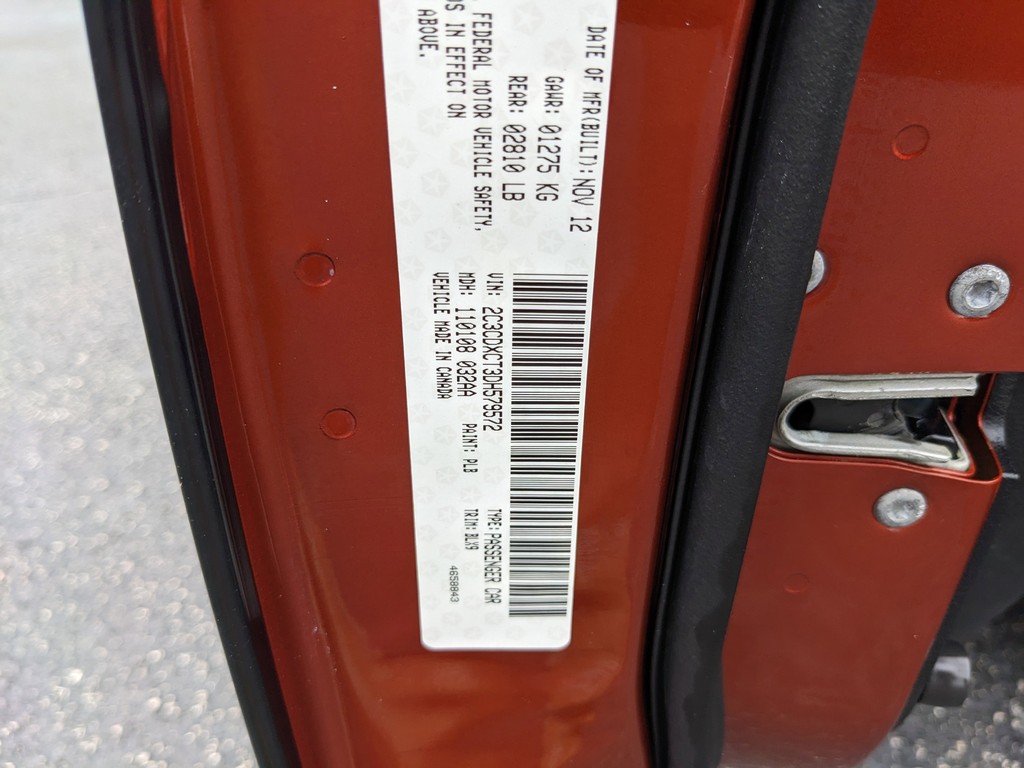 DATE OF MFR(BUILT): NOV 12
GAWR: 01275 KG
REAR: 02810 LB
FEDERAL MOTOR VEHICLE SAFETY,
IN EFFECT ON
ABOVE.
VIN: 2C3CDXCT3DH579572
TYPE: PASSENGER CAR
MDH: 110108 032AA
PAINT: PLB
TRIM: BLX9
VEHICLE MADE IN CANADA
4658843